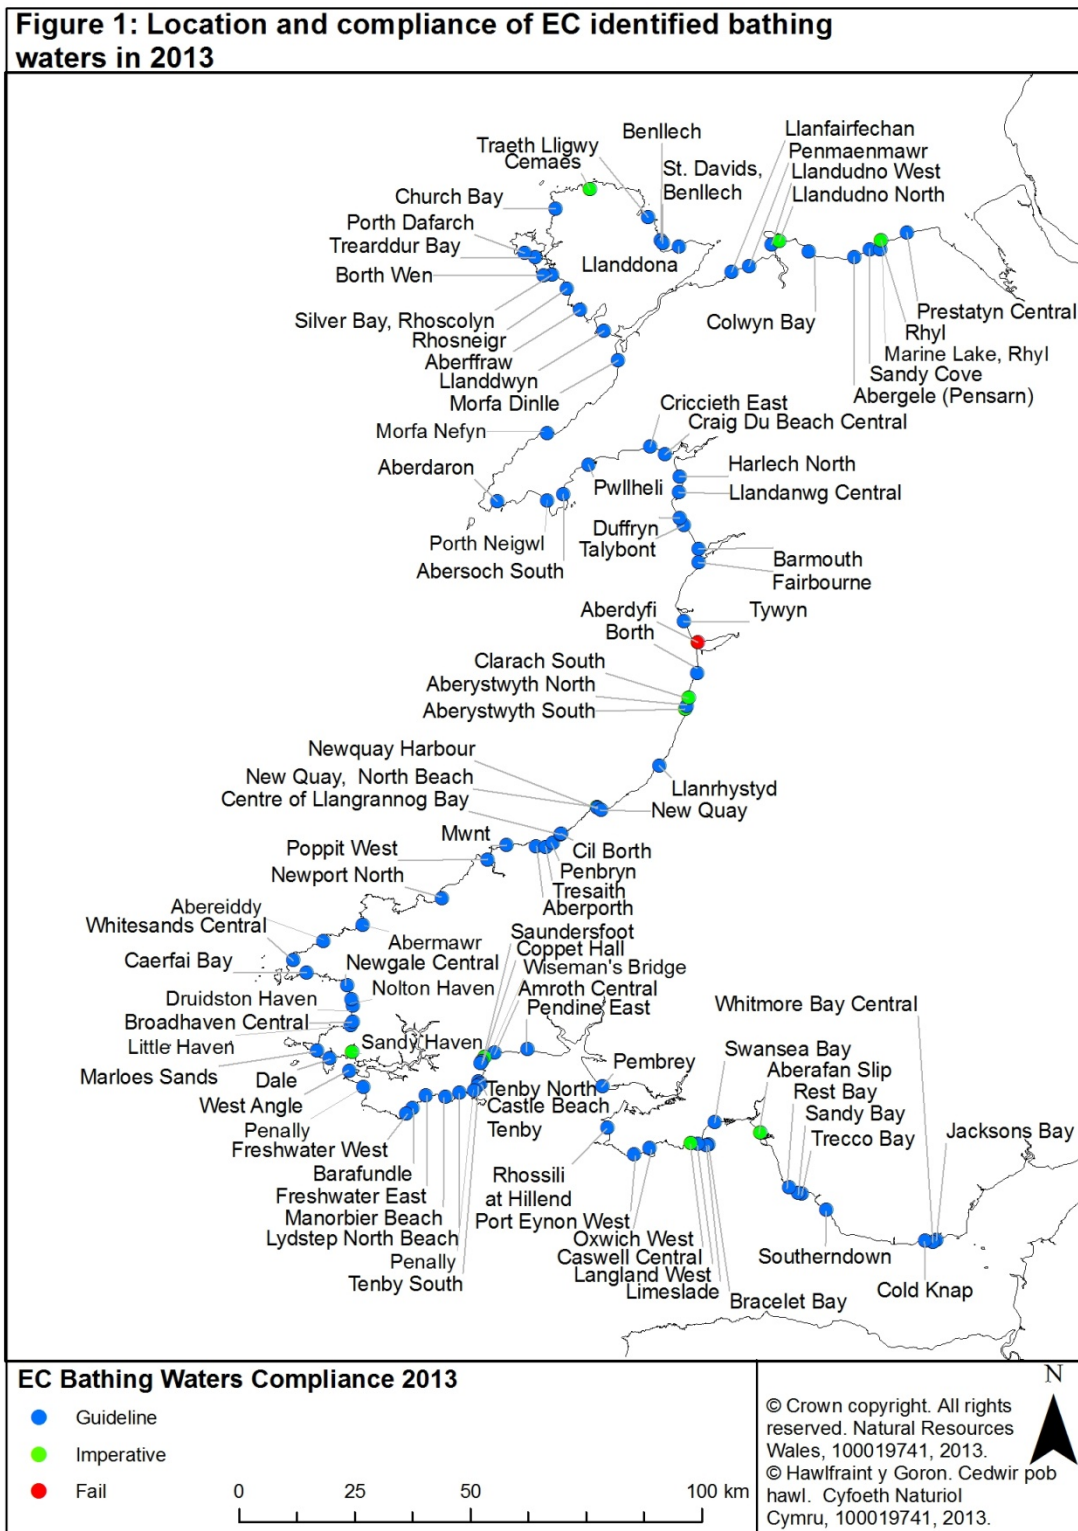 Figure 1: Location and compliance of EC identified bathing
waters in 2013
Benllech
Llanfairfechan
Traeth Lligwy
Penmaenmawr
Cemaes
St. Davids,
Benllech
Llandudno West
Llandudno North
Church Bay
Porth Dafarch
Trearddur Bay
Borth Wen
Llanddona
Silver Bay, Rhoscolyn
Colwyn Bay
Prestatyn Central
Rhosneigr
Rhyl
Aberffraw
Marine Lake, Rhyl
Llanddwyn
Sandy Cove
Morfa Dinlle
Abergele (Pensarn)
Criccieth East
Craig Du Beach Central
Morfa Nefyn
Aberdaron
Harlech North
Pwllheli
Llandanwg Central
Duffryn
Porth Neigwl
Talybont
Abersoch South
Barmouth
Fairbourne
Aberdyfi
Tywyn
Borth
Clarach South
Aberystwyth North
Aberystwyth South
Newquay Harbour
New Quay, North Beach
Llanrhystyd
Centre of Llangrannog Bay
New Quay
Mwnt
Poppit West
Cil Borth
Newport North
Penbryn
Tresaith
Aberporth
Abereiddy
Whitesands Central
Saundersfoot
Abermawr
Coppet Hall
Caerfai Bay
Newgale Central
Wiseman's Bridge
Nolton Haven
Amroth Central
Druidston Haven
Pendine East
Whitmore Bay Central
Broadhaven Central
Little Haven
Sandy Haven
Swansea Bay
Marloes Sands
Pembrey
Aberafan Slip
Dale
Rest Bay
Tenby North
Sandy Bay
West Angle
Castle Beach
Trecco Bay
Jacksons Bay
Penally
Tenby
Freshwater West
Barafundle
Rhossili
at Hillend
Freshwater East
Manorbier Beach
Port Eynon West
Lydstep North Beach
Oxwich West
Penally
Caswell Central
Southerndown
Tenby South
Langland West
Limeslade
Cold Knap
Bracelet Bay
EC Bathing Waters Compliance 2013
Guideline
Imperative
Fail
0 25 50 100 km
N
© Crown copyright. All rights
reserved. Natural Resources
Wales, 100019741, 2013.
© Hawlfraint y Goron. Cedwir pob
hawl. Cyfoeth Naturiol
Cymru, 100019741, 2013.